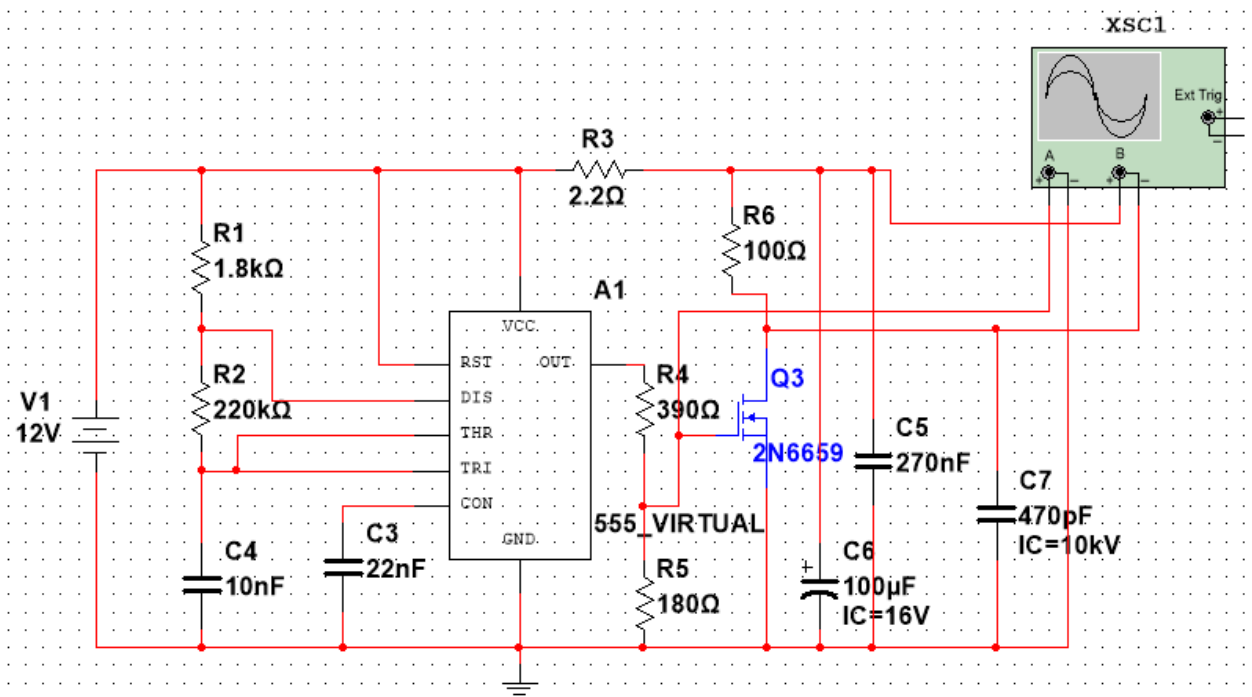 XSC1
Ext Trig
+
−
A
B
+ −
+ −
R3
2.2Ω
R6
100Ω
R1
1.8kΩ
A1
VCC
RST
OUT
R2
220kΩ
DIS
R4
390Ω
Q3
2N6659
V1
12V
THR
TRI
CON
C5
270nF
C7
470pF
IC=10kV
555_VIRTUAL
GND
C3
22nF
C4
10nF
R5
180Ω
C6
+
100µF
IC=16V